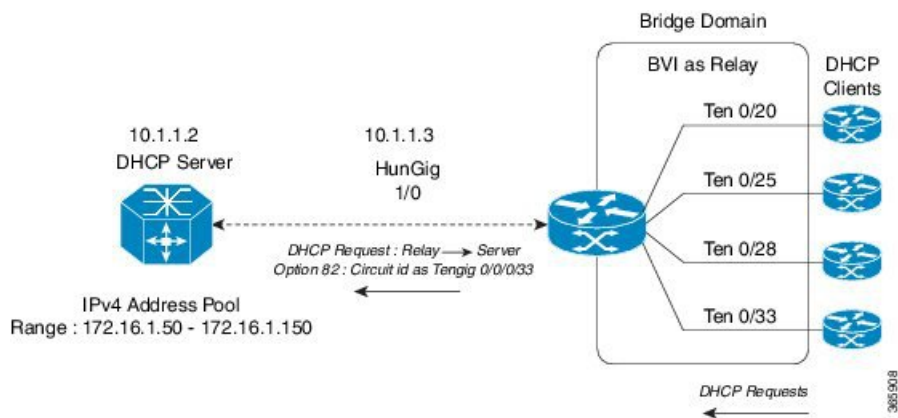 Bridge Domain
BVI as Relay
DHCP
Clients
Ten 0/20
10.1.1.2
DHCP Server
10.1.1.3
HunGig
1/0
Ten 0/25
DHCP Request : Relay → Server
Option 82 : Circuit id as Tengig 0/0/0/33
Ten 0/28
IPv4 Address Pool
Range : 172.16.1.50 - 172.16.1.150
Ten 0/33
DHCP Requests
365908